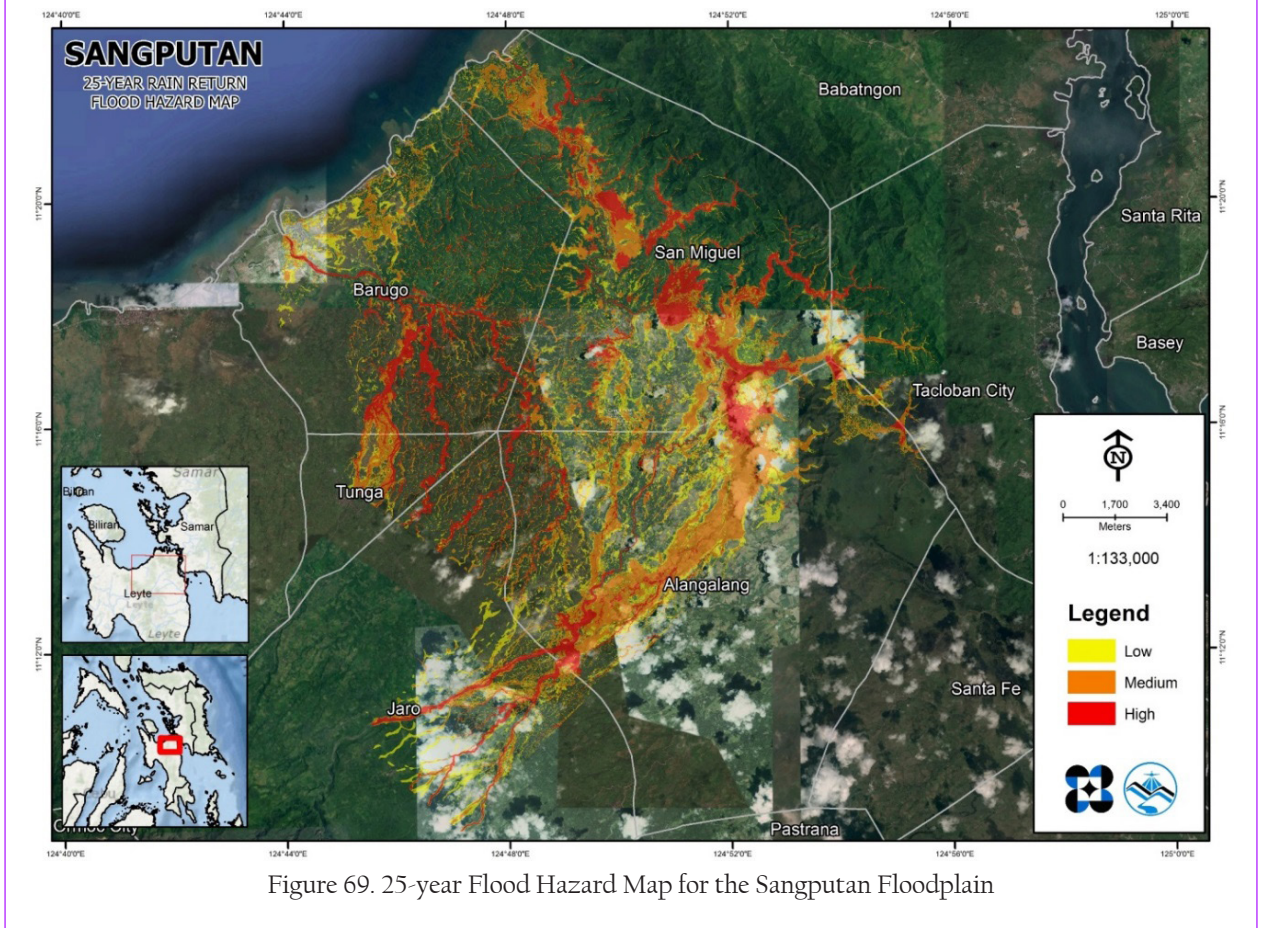 124°40'0"E 124°44'0"E 124°48'0"E 124°52'0"E 124°56'0"E 125°0'0"E
SANGPUTAN
25-YEAR RAIN RETURN
FLOOD HAZARD MAP
Babatngon
11°20'0"N
11°20'0"N
Santa Rita
San Miguel
Barugo
Basey
Tacloban City
11°16'0"N
11°16'0"N
Tunga
Samar
Biliran
Biliran
Samar
Leyte
Leyte
Leyte
Alangalang
11°12'0"N
11°12'0"N
Jaro
Santa Fe
Pastrana
Ormoc City
N
0 1,700 3,400
Meters
1:133,000
Legend
Low
Medium
High
124°40'0"E 124°44'0"E 124°48'0"E 124°52'0"E 124°56'0"E 125°0'0"E
Figure 69. 25-year Flood Hazard Map for the Sangputan Floodplain